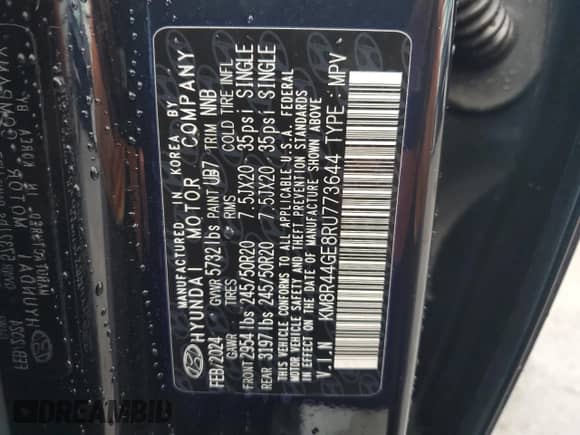 MANUFACTURED IN KOREA BY
HYUNDAI MOTOR COMPANY
FEB/2024 GVWR 5732 lbs PAINT UB7 TRIM NNB
GAWR TIRES RIMS COLD TIRE INFL
FRONT 2954 lbs 245/50R20 7.5JX20 35psi SINGLE
REAR 3197 lbs 245/50R20 7.5JX20 35psi SINGLE
THIS VEHICLE CONFORMS TO ALL APPLICABLE U.S.A. FEDERAL
MOTOR VEHICLE SAFETY AND THEFT PREVENTION
STANDARDS IN EFFECT ON THE DATE OF MANUFACTURE SHOWN ABOVE
V.I.N : KM8R44GE8RU773644 TYPE : MPV
DREAMBID